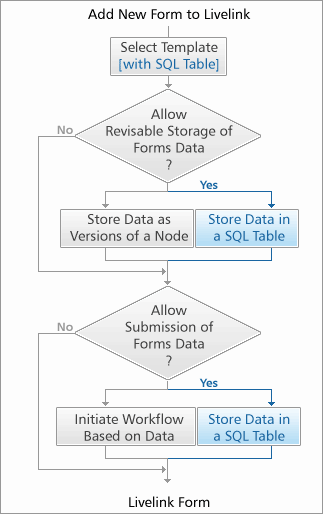 Add New Form to Livelink
Select Template
[with SQL Table]
Allow
Revisable Storage of
Forms Data
?
No
Yes
Store Data as
Versions of a Node
Store Data in
a SQL Table
Allow
Submission of
Forms Data
?
No
Yes
Initiate Workflow
Based on Data
Store Data in
a SQL Table
Livelink Form